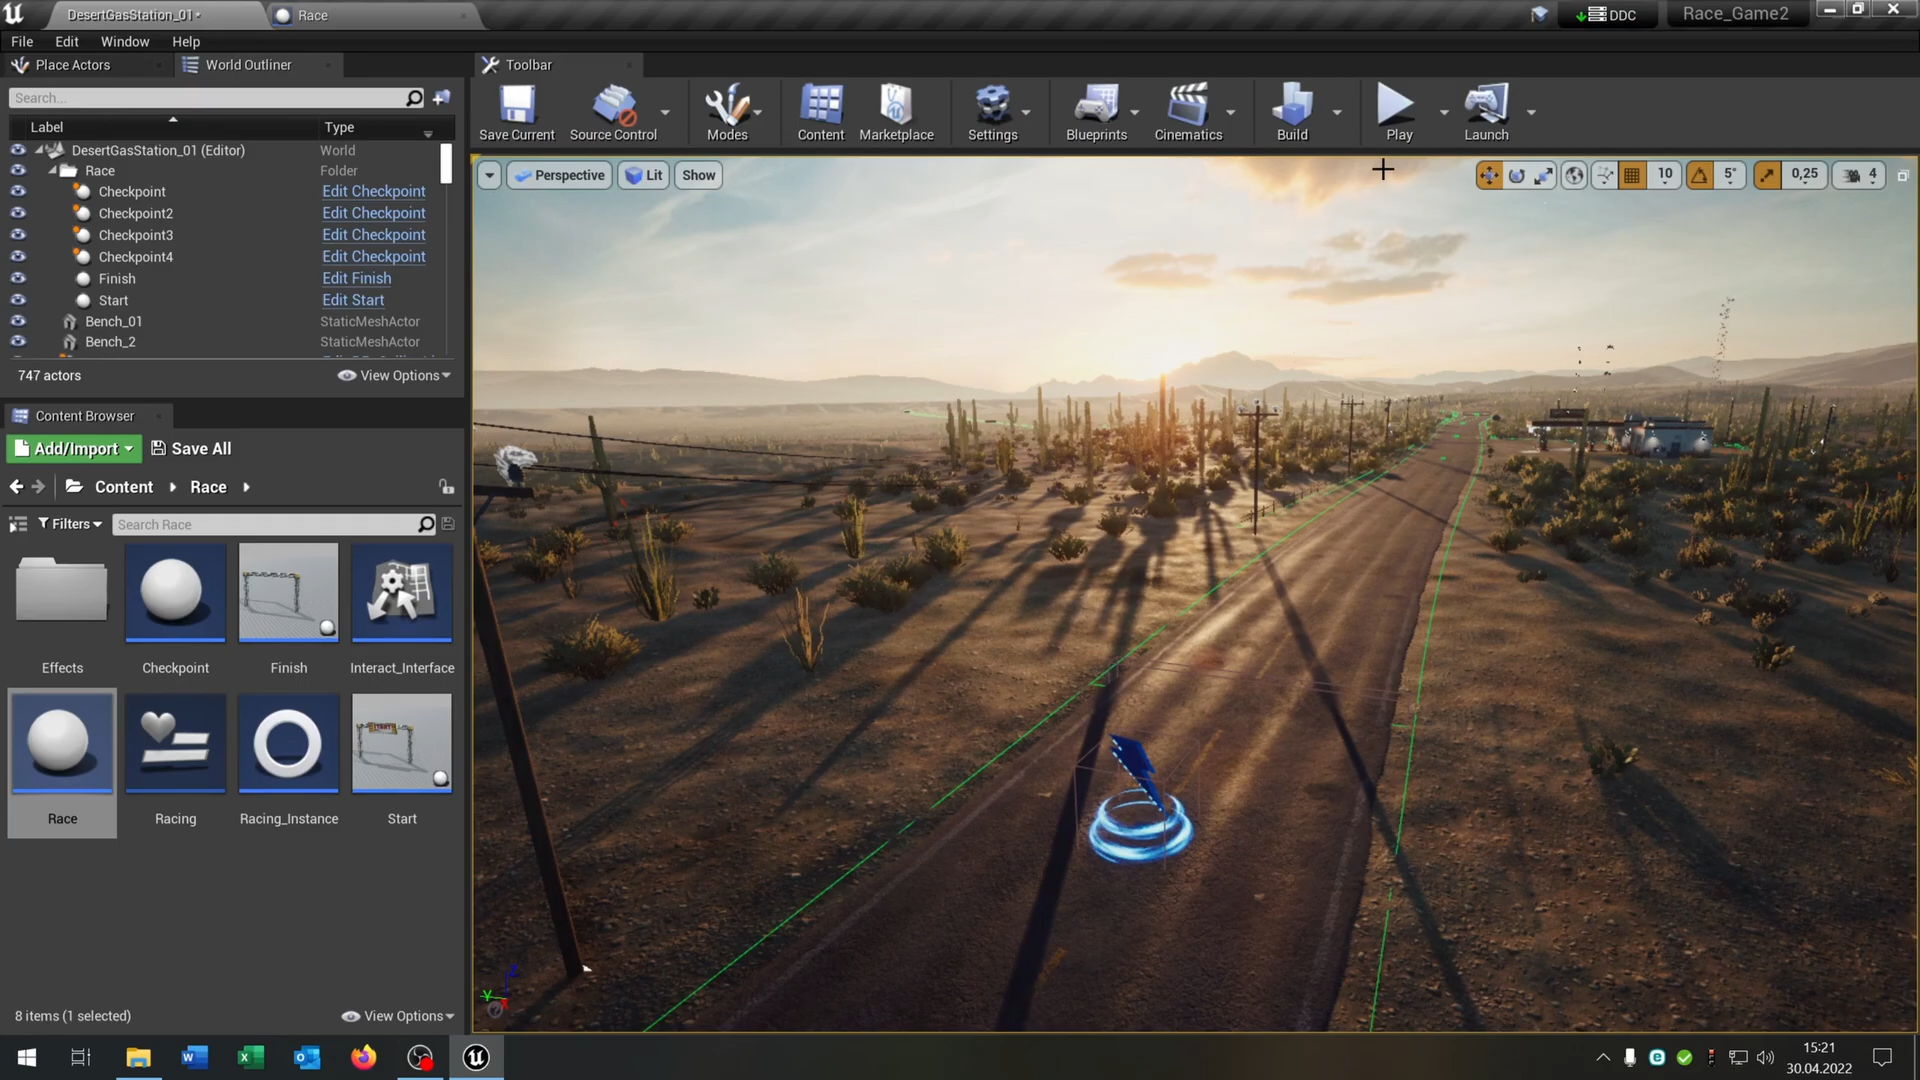 DesertGasStation_01•
Race
DDC
Race_Game2
File
Edit
Window
Help
Place Actors
World Outliner
Toolbar
Search...
Label
Type
DesertGasStation_01 (Editor)
World
Race
Folder
Checkpoint
Edit Checkpoint
Checkpoint2
Edit Checkpoint
Checkpoint3
Edit Checkpoint
Checkpoint4
Edit Checkpoint
Finish
Edit Finish
Start
Edit Start
Bench_01
StaticMeshActor
Bench_2
StaticMeshActor
747 actors
View Options
Save Current
Source Control
Modes
Content
Marketplace
Settings
Blueprints
Cinematics
Build
Play
Launch
Perspective
Lit
Show
10
5°
0,25
4
Content Browser
Add/Import
Save All
Content
Race
Filters
Search Race
Effects
Checkpoint
Finish
Interact_Interface
Race
Racing
Racing_Instance
Start
8 items (1 selected)
View Options
15:21
30.04.2022